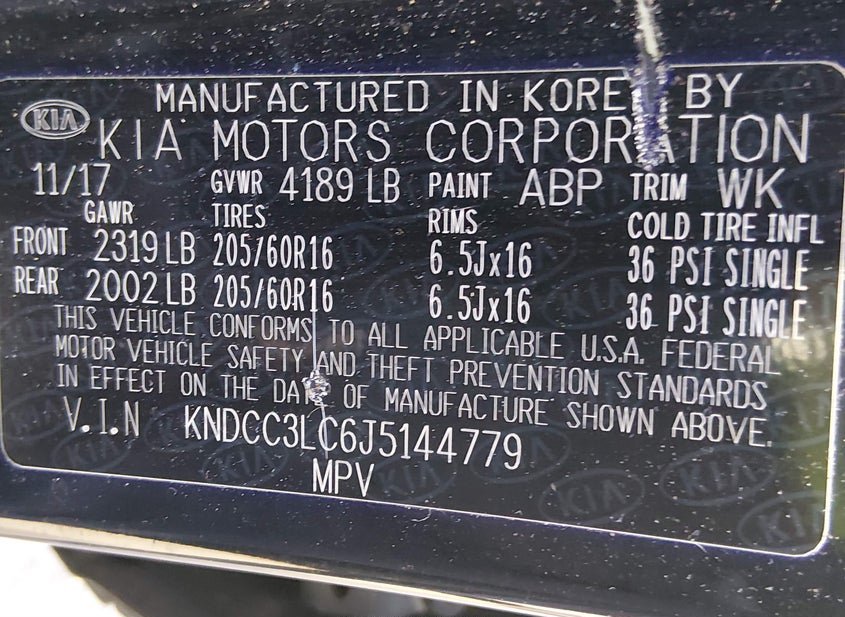 MANUFACTURED IN KOREA BY
KIA KIA MOTORS CORPORATION
11/17 GVWR 4189 LB PAINT ABP TRIM WK
GAWR TIRES RIMS COLD TIRE INFL
FRONT 2319 LB 205/60R16 6.5Jx16 36 PSI SINGLE
REAR 2002 LB 205/60R16 6.5Jx16 36 PSI SINGLE
THIS VEHICLE CONFORMS TO ALL APPLICABLE U.S.A. FEDERAL
MOTOR VEHICLE SAFETY AND THEFT PREVENTION STANDARDS
IN EFFECT ON THE DATE OF MANUFACTURE SHOWN ABOVE.
V.I.N KNDCC3LC6J5144779
MPV